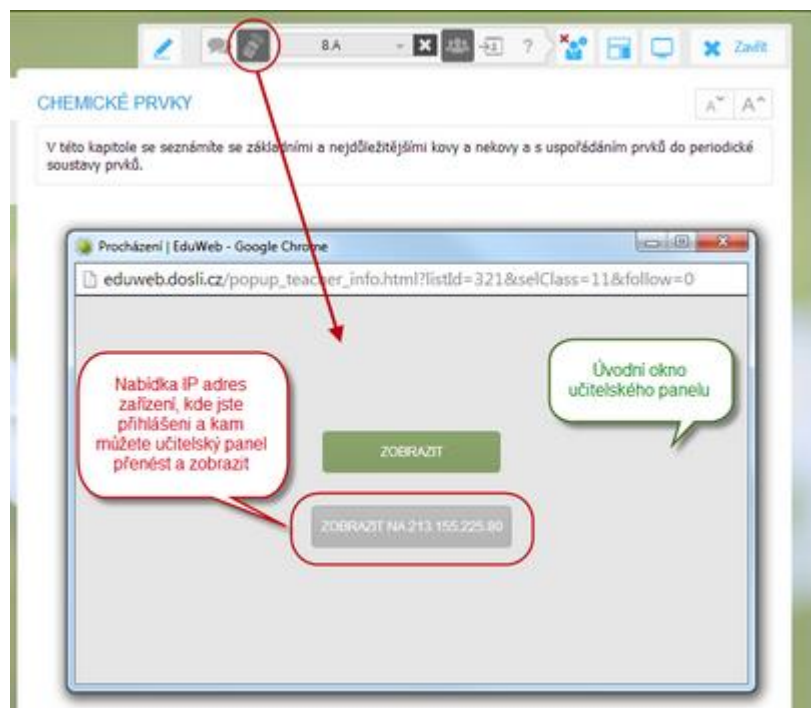 8.A
?
Zavřít
CHEMICKÉ PRVKY
A˅ A^
V této kapitole se seznámíte se základními a nejdůležitějšími kovy a nekovy a s uspořádáním prvků do periodické
soustavy prvků.
Procházení | EduWeb - Google Chrome
eduweb.dosli.cz/popup_teacher_info.html?listId=321&selClass=11&follow=0
Nabídka IP adres
zařízení, kde jste
přihlášeni a kam
můžete učitelský panel
přenést a zobrazit
Úvodní okno
učitelského panelu
ZOBRAZIT
ZOBRAZIT NA 213.155.225.80